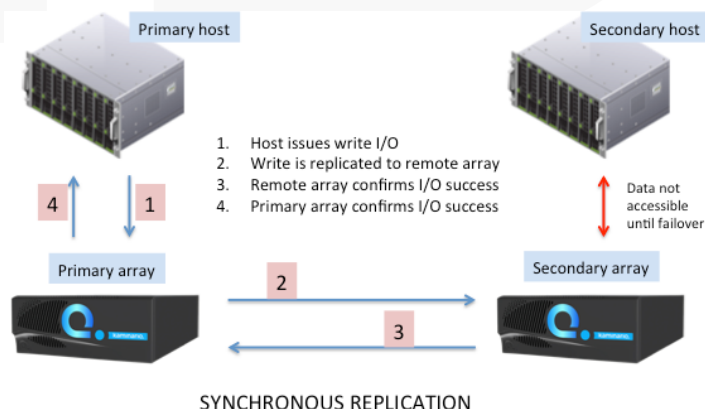 Primary host
Secondary host
1. Host issues write I/O
2. Write is replicated to remote array
3. Remote array confirms I/O success
4. Primary array confirms I/O success
4
1
Data not
accessible
until failover
Primary array
Secondary array
2
3
kaminario.
kaminario.
SYNCHRONOUS REPLICATION